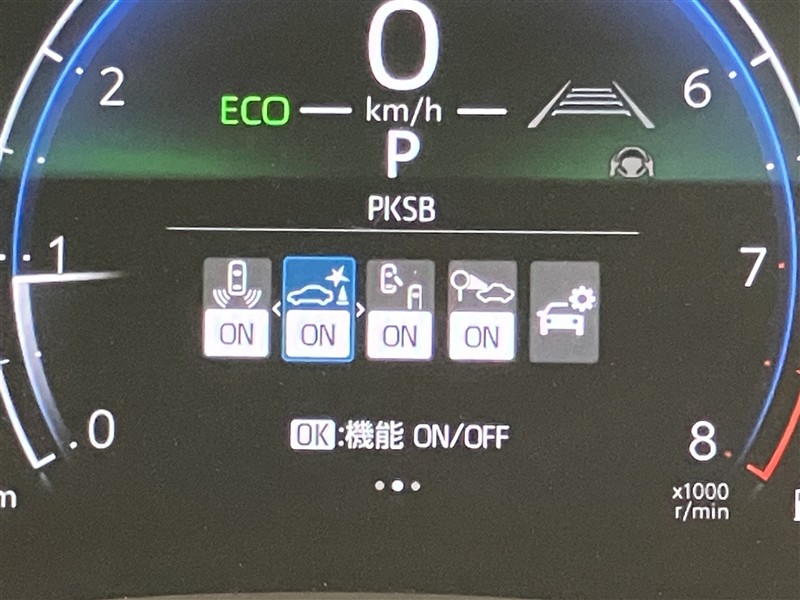 0
2
6
ECO
km/h
P
PKSB
1
7
ON
ON
ON
ON
OK:機能 ON/OFF
0
8
x1000
r/min
m